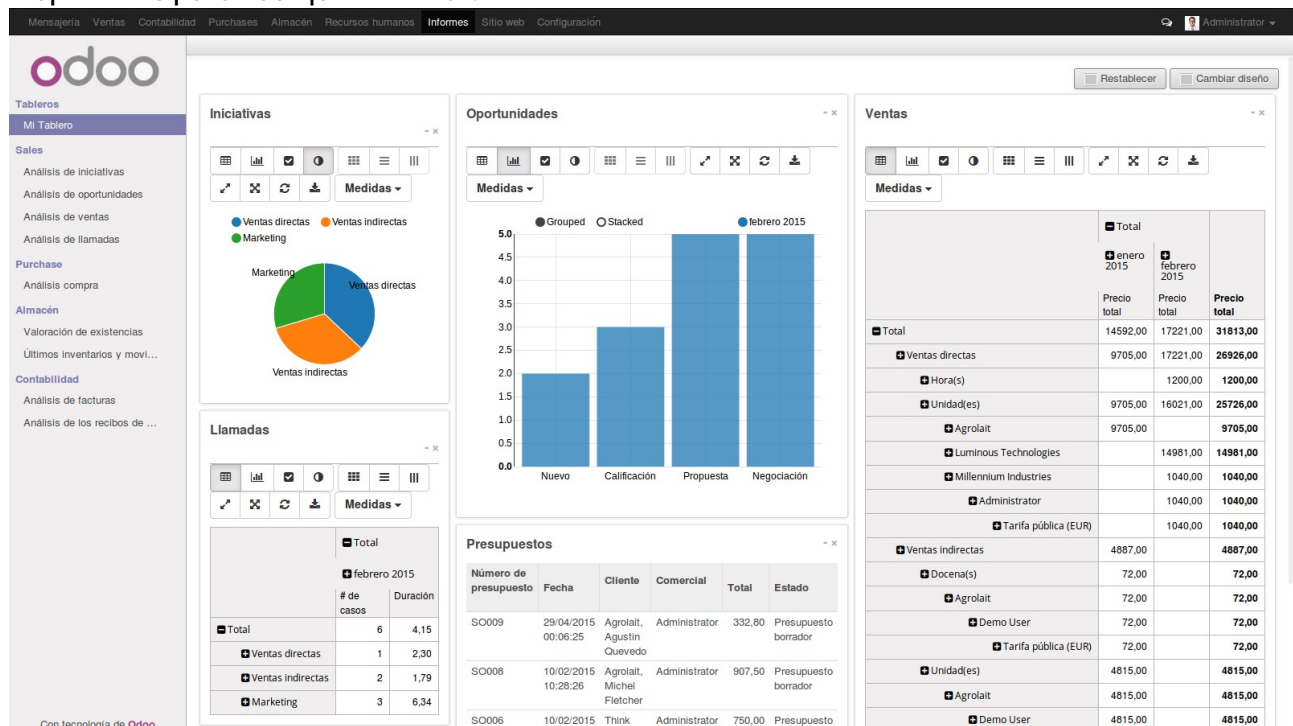 Mensajería Ventas Contabilidad Purchases Almacén Recursos humanos Informes Sitio web Configuración
Administrator
odoo
Restablecer
Cambiar diseño
Tableros
Mi Tablero
Sales
Análisis de iniciativas
Análisis de oportunidades
Análisis de ventas
Análisis de llamadas
Purchase
Análisis compra
Almacén
Valoración de existencias
Últimos inventarios y movi...
Contabilidad
Análisis de facturas
Análisis de los recibos de ...
Con tecnología de Odoo
Iniciativas
Medidas
Ventas directas Ventas indirectas
Marketing
Marketing
Ventas directas
Ventas indirectas
Llamadas
Medidas
Total
febrero 2015
# de casos Duración
Total 6 4,15
Ventas directas 1 2,30
Ventas indirectas 2 1,79
Marketing 3 6,34
Oportunidades
Medidas
Grouped Stacked febrero 2015
5.0
4.5
4.0
3.5
3.0
2.5
2.0
1.5
1.0
0.5
0.0
Nuevo Calificación Propuesta Negociación
Presupuestos
Número de presupuesto Fecha Cliente Comercial Total Estado
SO009 29/04/2015 00:06:25 Agrolait, Agustin Quevedo Administrator 332,80 Presupuesto borrador
SO008 10/02/2015 10:28:26 Agrolait, Michel Fletcher Administrator 907,50 Presupuesto borrador
SO006 10/02/2015 Think Administrator 750,00 Presupuesto
Ventas
Medidas
Total
enero 2015 febrero 2015
Precio total Precio total Precio total
Total 14592,00 17221,00 31813,00
Ventas directas 9705,00 17221,00 26926,00
Hora(s) 1200,00 1200,00
Unidad(es) 9705,00 16021,00 25726,00
Agrolait 9705,00 9705,00
Luminous Technologies 14981,00 14981,00
Millennium Industries 1040,00 1040,00
Administrator 1040,00 1040,00
Tarifa pública (EUR) 1040,00 1040,00
Ventas indirectas 4887,00 4887,00
Docena(s) 72,00 72,00
Agrolait 72,00 72,00
Demo User 72,00 72,00
Tarifa pública (EUR) 72,00 72,00
Unidad(es) 4815,00 4815,00
Agrolait 4815,00 4815,00
Demo User 4815,00 4815,00